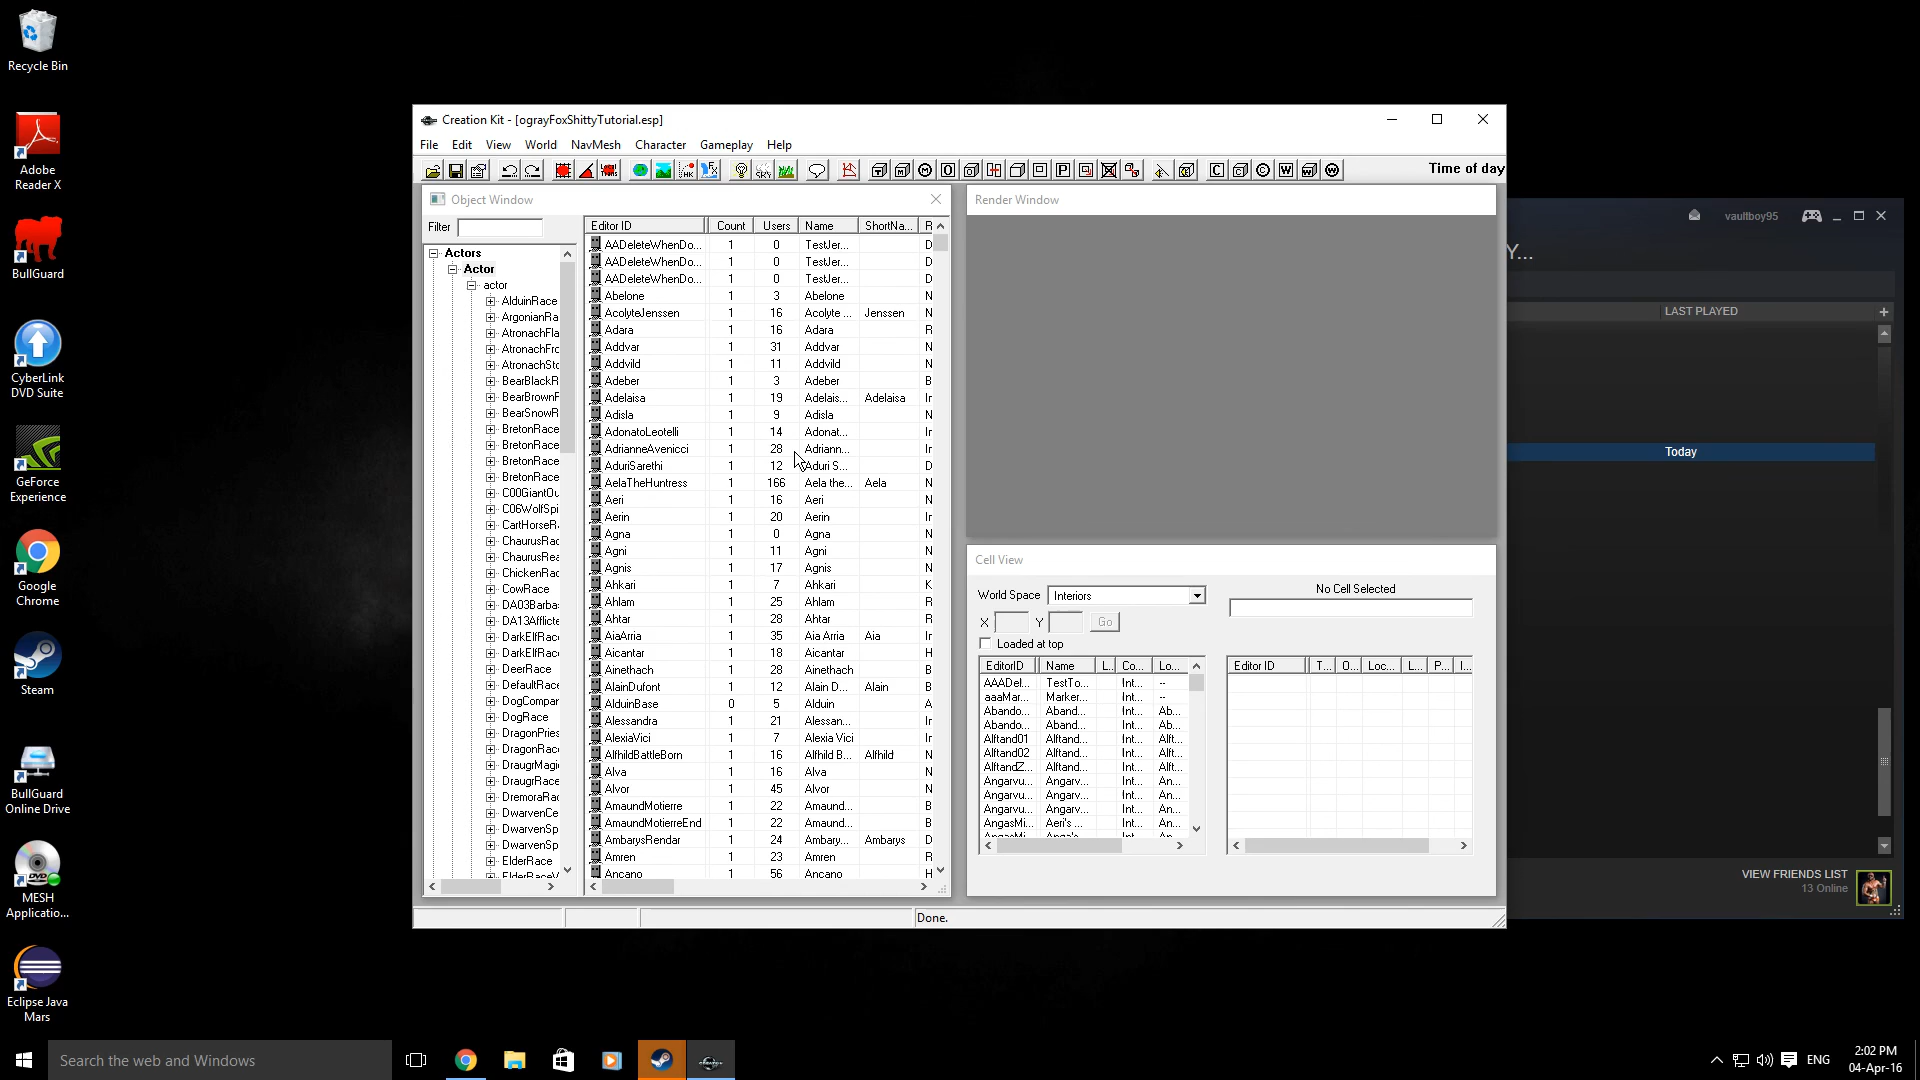 Recycle Bin
Adobe
Reader X
BullGuard
CyberLink
DVD Suite
GeForce
Experience
Google
Chrome
Steam
BullGuard
Online Drive
MESH
Applicatio...
Eclipse Java
Mars
Creation Kit - [ograyFoxShittyTutorial.esp]
File Edit View World NavMesh Character Gameplay Help
Time of day
Object Window
Filter
Actors
Actor
actor
AlduinRace
ArgonianRa
AtronachFla
AtronachFro
AtronachSto
BearBlackR
BearBrownF
BearSnowR
BretonRace
BretonRace
BretonRace
BretonRace
C00GiantOu
C06WolfSpi
CartHorseR
ChaurusRac
ChaurusRea
ChickenRac
CowRace
DA03Barba
DA13Afflicte
DarkElfRace
DarkElfRace
DeerRace
DefaultRace
DogCompar
DogRace
DragonPries
DragonRace
DraugrMagi
DraugrRace
DremoraRac
DwarvenCe
DwarvenSp
DwarvenSp
ElderRace
ElderRaceV
Editor ID Count Users Name ShortNa... R
AADeleteWhenDo... 1 0 TestJer... D
AADeleteWhenDo... 1 0 TestJer... D
AADeleteWhenDo... 1 0 TestJer... D
Abelone 1 3 Abelone N
AcolyteJenssen 1 16 Acolyte ... Jenssen N
Adara 1 16 Adara R
Addvar 1 31 Addvar N
Addvild 1 11 Addvild N
Adeber 1 3 Adeber B
Adelaisa 1 19 Adelais... Adelaisa Ir
Adisla 1 9 Adisla N
AdonatoLeotelli 1 14 Adonat... Ir
AdrianneAvenicci 1 28 Adriann... Ir
AduriSarethi 1 12 Aduri S... D
AelaTheHuntress 1 166 Aela the... Aela N
Aeri 1 16 Aeri N
Aerin 1 20 Aerin Ir
Agna 1 0 Agna N
Agni 1 11 Agni N
Agnis 1 17 Agnis N
Ahkari 1 7 Ahkari K
Ahlam 1 25 Ahlam R
Ahtar 1 28 Ahtar R
AiaArria 1 35 Aia Arria Aia Ir
Aicantar 1 18 Aicantar H
Ainethach 1 28 Ainethach B
AlainDufont 1 12 Alain D... Alain B
AlduinBase 0 5 Alduin A
Alessandra 1 21 Alessan... Ir
AlexiaVici 1 7 Alexia Vici Ir
AlfhildBattleBorn 1 16 Alfhild B... Alfhild N
Alva 1 16 Alva N
Alvor 1 45 Alvor N
AmaundMotierre 1 22 Amaund... B
AmaundMotierreEnd 1 22 Amaund... B
AmbarysRendar 1 24 Ambary... Ambarys D
Amren 1 23 Amren R
Ancano 1 56 Ancano H
Render Window
Cell View
World Space Interiors
No Cell Selected
X Y Go
Loaded at top
EditorID Name L.. Co... Lo...
AAADel... TestTo... Int... --
aaaMar... Marker... Int... --
Abando... Aband... Int... Ab...
Abando... Aband... Int... Ab...
Alftand01 Alftand... Int... Alft...
Alftand02 Alftand... Int... Alft...
AlftandZ... Alftand... Int... Alft...
Angarvu... Angarv... Int... An...
Angarvu... Angarv... Int... An...
Angarvu... Angarv... Int... An...
AngasMi... Aeri's ... Int... An...
AngasMi... Anga's ... Int... An...
Editor ID T... O... Loc... L... P... I...
Done.
vaultboy95
Y...
LAST PLAYED
Today
VIEW FRIENDS LIST
13 Online
Search the web and Windows
ENG
2:02 PM
04-Apr-16